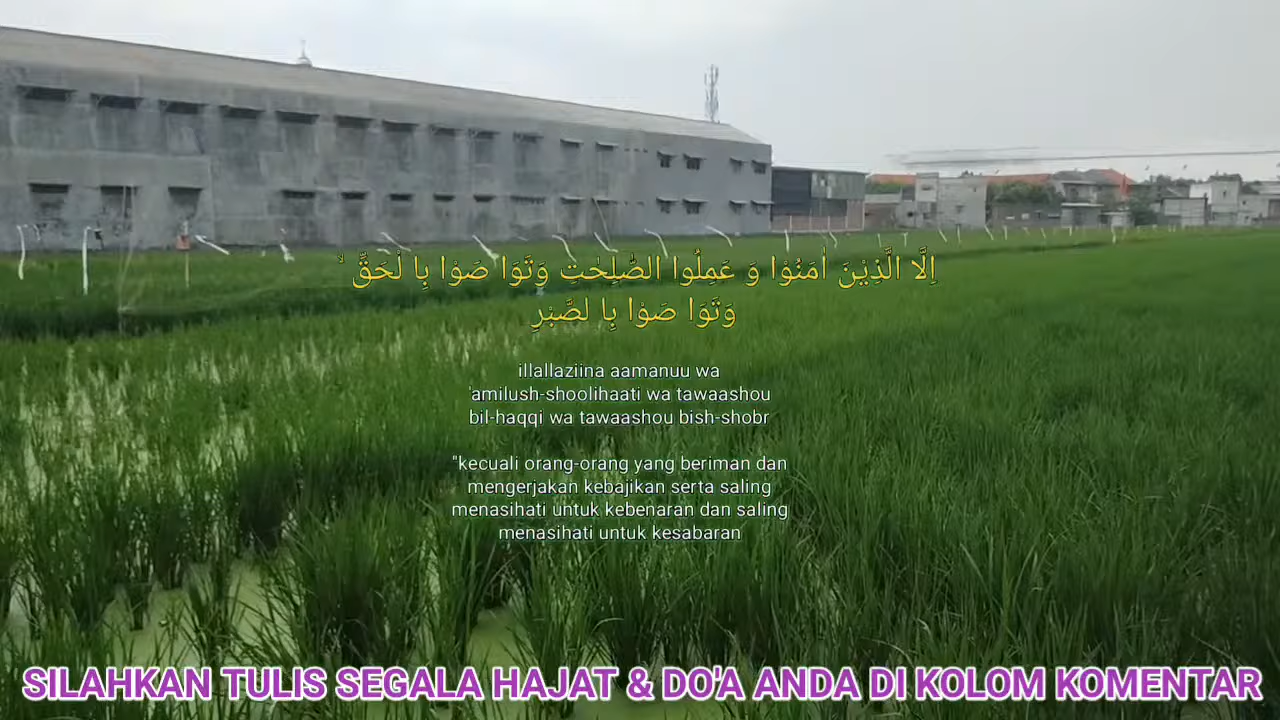 اِلَّا الَّذِيْنَ اٰمَنُوْا وَ عَمِلُوا الصّٰلِحٰتِ وَتَوَا صَوْا بِا لْحَقِّ ۙ
وَتَوَا صَوْا بِا لصَّبْرِ
illallaziina aamanuu wa
'amilush-shoolihaati wa tawaashou
bil-haqqi wa tawaashou bish-shobr
"kecuali orang-orang yang beriman dan
mengerjakan kebajikan serta saling
menasihati untuk kebenaran dan saling
menasihati untuk kesabaran
SILAHKAN TULIS SEGALA HAJAT & DO'A ANDA DI KOLOM KOMENTAR